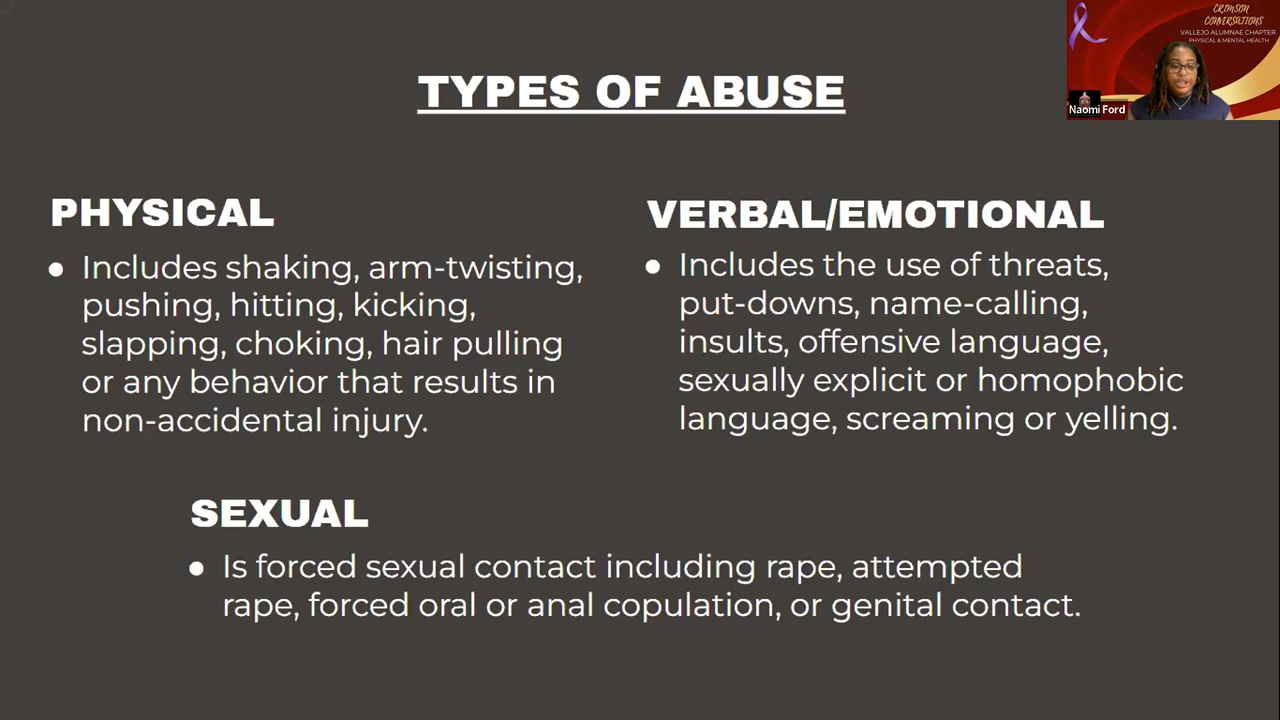 TYPES OF ABUSE
CRIMSON
CONVERSATIONS
VALLEJO ALUMNAE CHAPTER
PHYSICAL & MENTAL HEALTH
Naomi Ford
PHYSICAL
● Includes shaking, arm-twisting,
pushing, hitting, kicking,
slapping, choking, hair pulling
or any behavior that results in
non-accidental injury.
VERBAL/EMOTIONAL
● Includes the use of threats,
put-downs, name-calling,
insults, offensive language,
sexually explicit or homophobic
language, screaming or yelling.
SEXUAL
● Is forced sexual contact including rape, attempted
rape, forced oral or anal copulation, or genital contact.